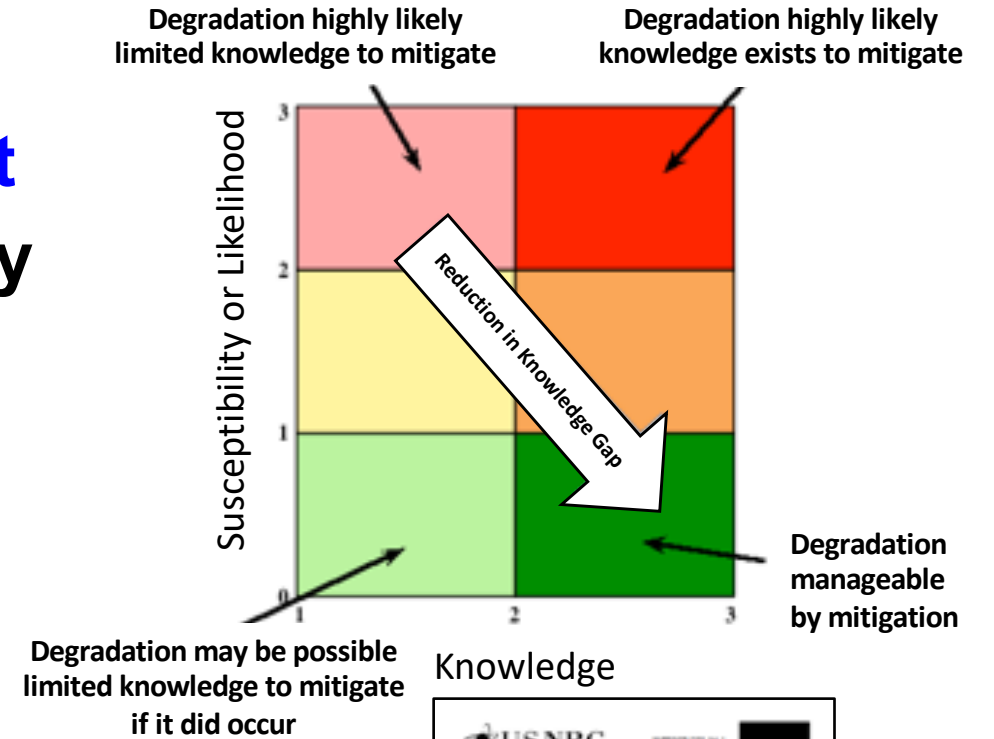 Degradation highly likely
limited knowledge to mitigate
Degradation highly likely
knowledge exists to mitigate
t
y
Susceptibility or Likelihood
3
2
1
0
Reduction in Knowledge Gap
1
2
3
Degradation
manageable
by mitigation
Degradation may be possible
limited knowledge to mitigate
if it did occur
Knowledge